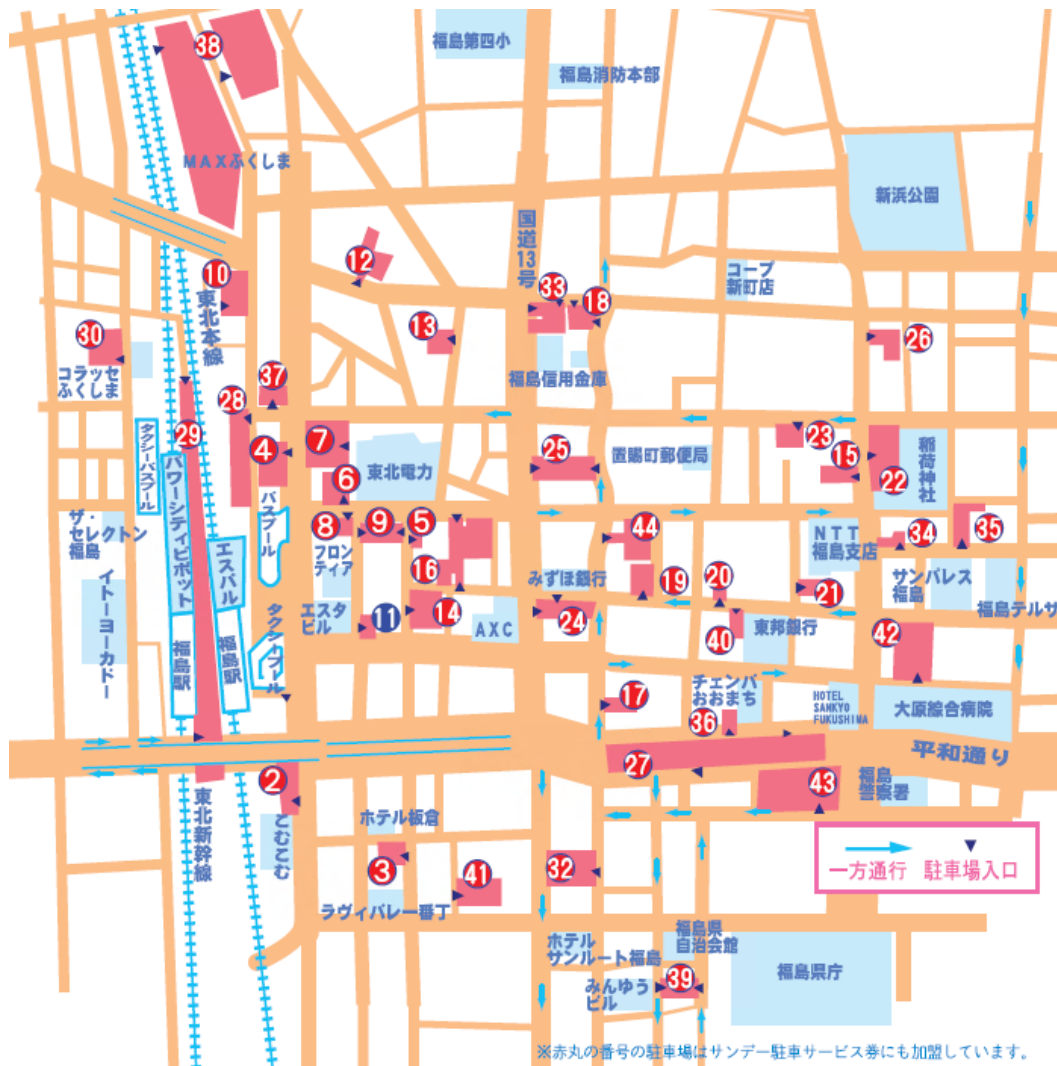 福島第四小
38
福島消防本部
MAXふくしま
新浜公園
国道13号
12
10
コープ
新町店
33
18
東北本線
30
13
26
コラッセ
ふくしま
福島信用金庫
37
28
29
4
7
25
置賜町郵便局
23
15
稲荷神社
タクシーバスプール
パワーシティピボット
6
東北電力
22
バスプール
ザ・
セレクトン
福島
8
9
5
44
NTT
福島支店
34
35
フロン
ティア
エスパル
16
みずほ銀行
19
20
21
サンパレス
福島
イトーヨーカドー
エスタ
ビル
11
14
24
AXC
福島テルサ
タクシープール
40
東邦銀行
42
福島駅
福島駅
チェンバ
おおまち
17
36
HOTEL
SANKYO
FUKUSHIMA
大原綜合病院
平和通り
27
2
43
福島
警察署
東北新幹線
こむこむ
ホテル板倉
3
41
32
一方通行
駐車場入口
ラヴィバレー一番丁
ホテル
サンルート福島
福島県
自治会館
みんゆう
ビル
39
福島県庁
※赤丸の番号の駐車場はサンデー駐車サービス券にも加盟しています。